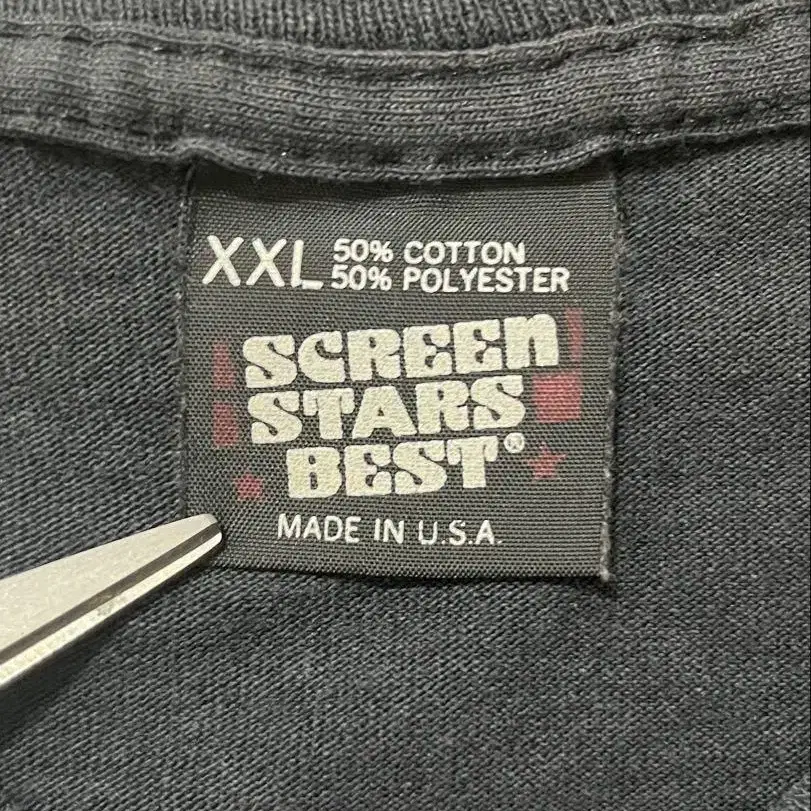 XXL 50% COTTON
50% POLYESTER
SCREEN
STARS
BEST®
MADE IN U.S.A.